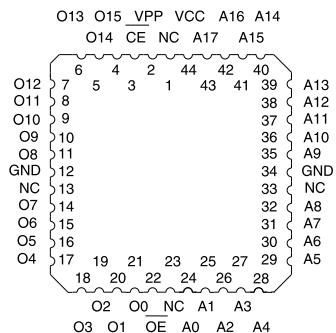 O13 O15 VPP VCC A16 A14
O14 CE NC A17 A15
6 4 2 44 42 40
5 3 1 43 41
O12 7 39 A13
O11 8 38 A12
O10 9 37 A11
O9 10 36 A10
O8 11 35 A9
GND 12 34 GND
NC 13 33 NC
O7 14 32 A8
O6 15 31 A7
O5 16 30 A6
O4 17 29 A5
19 21 23 25 27
18 20 22 24 26 28
O2 O0 NC A1 A3
O3 O1 OE A0 A2 A4